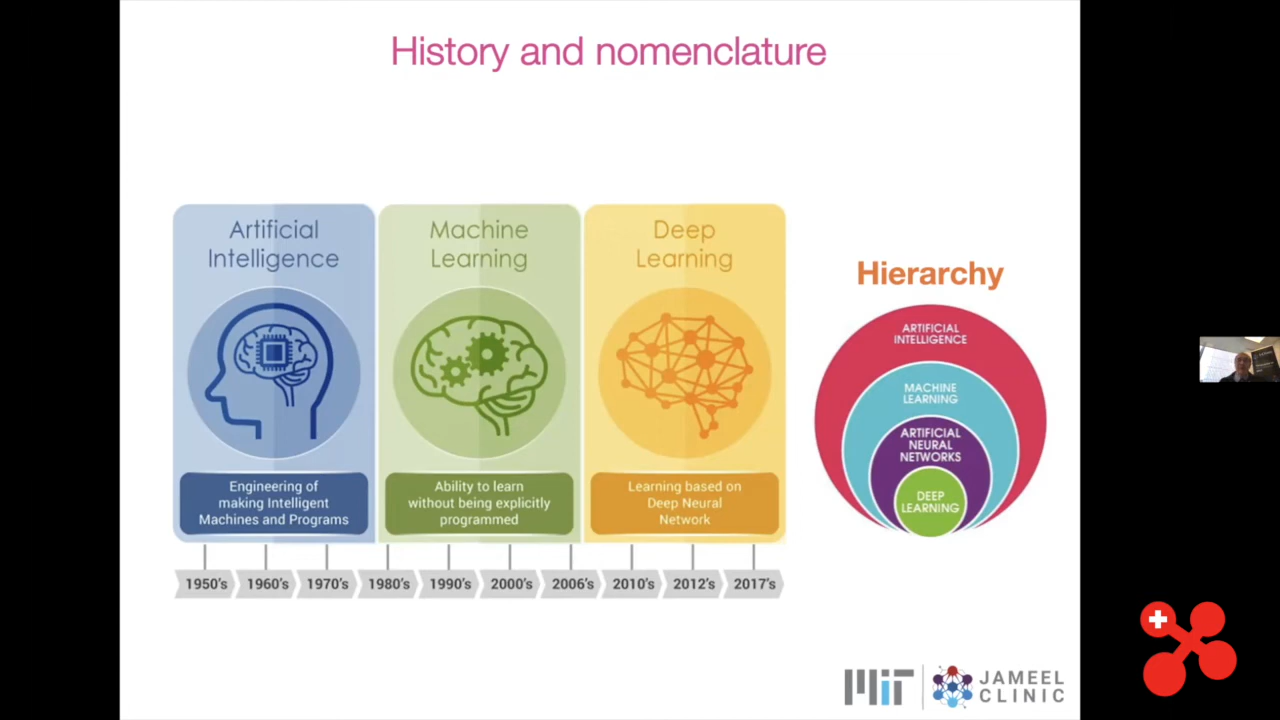 History and nomenclature
Artificial
Intelligence
Engineering of
making Intelligent
Machines and Programs
Machine
Learning
Ability to learn
without being explicitly
programmed
Deep
Learning
Learning based on
Deep Neural
Network
1950's
1960's
1970's
1980's
1990's
2000's
2006's
2010's
2012's
2017's
Hierarchy
ARTIFICIAL
INTELLIGENCE
MACHINE
LEARNING
ARTIFICIAL
NEURAL
NETWORKS
DEEP
LEARNING
MIT
JAMEEL
CLINIC